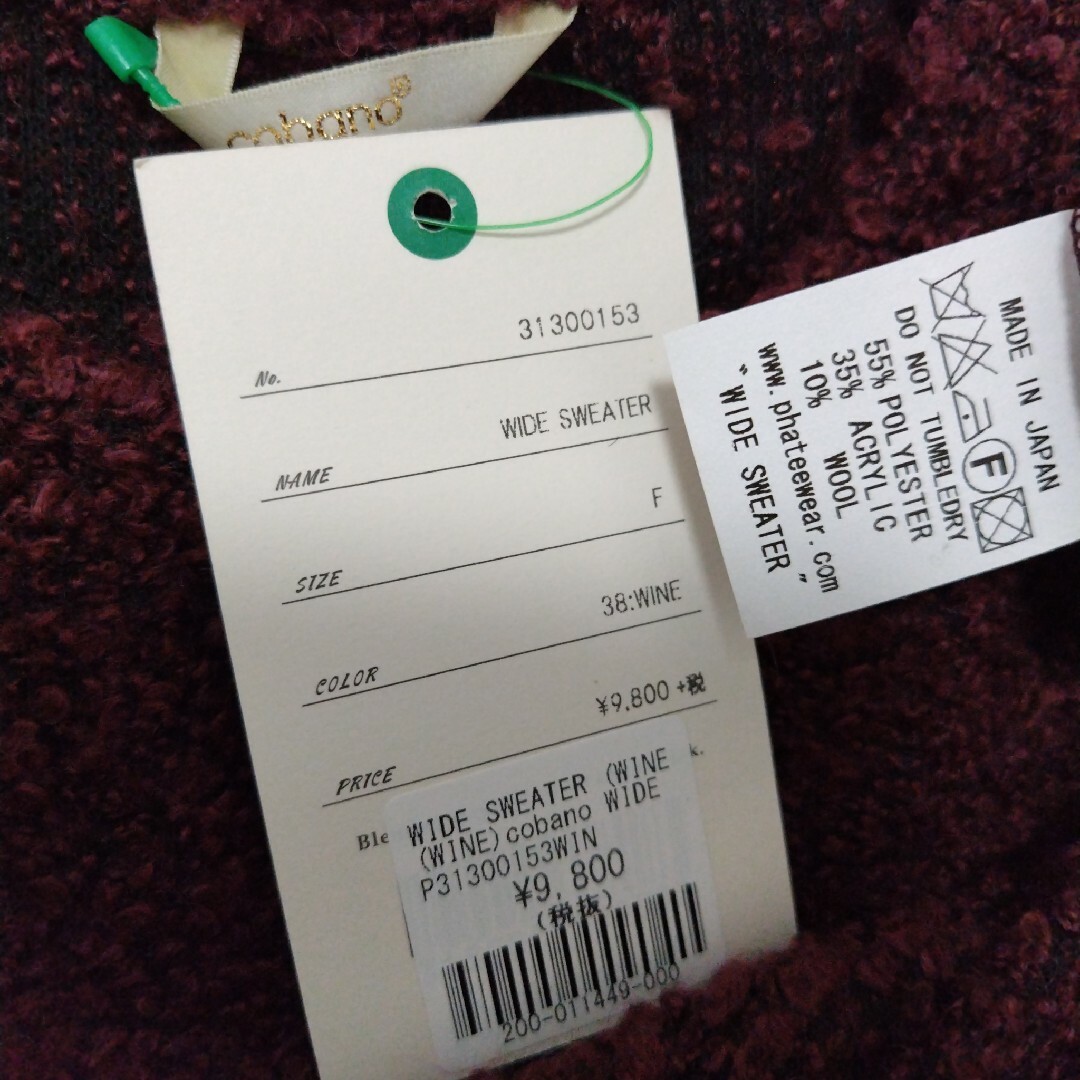 cobano®
No. 31300153
NAME WIDE SWEATER
SIZE F
COLOR 38:WINE
PRICE ¥9,800 +税
Ble k.
WIDE SWEATER (WINE
(WINE)cobano WIDE
P31300153WIN
¥9,800
(税抜)
200-011449-000
MADE IN JAPAN
F
DO NOT TUMBLEDRY
55% POLYESTER
35% ACRYLIC
10% WOOL
www.phateewear.com
"WIDE SWEATER"